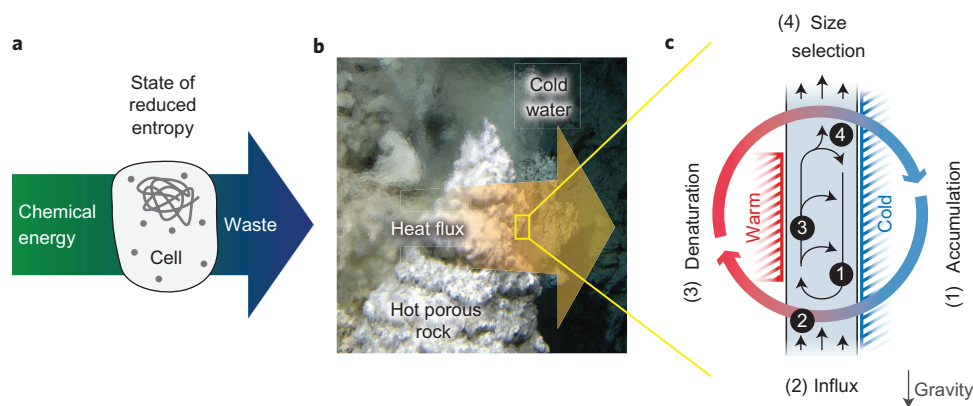 a
State of
reduced
entropy
Chemical
energy
Waste
Cell
b
Cold
water
Heat flux
Hot porous
rock
c
(4) Size
selection
4
(3) Denaturation
Warm
3
Cold
(1) Accumulation
1
2
(2) Influx
Gravity